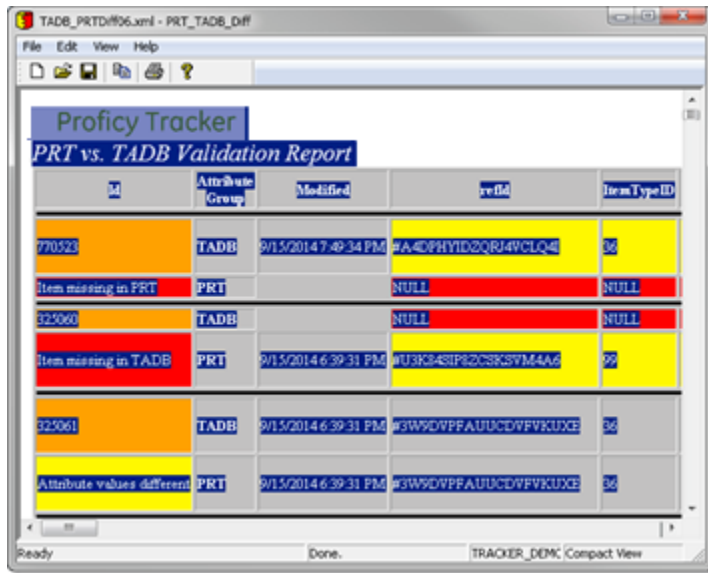 TADB_PRTDiff06.xml - PRT_TADB_Diff
File Edit View Help
Proficy Tracker
PRT vs. TADB Validation Report
Id Attribute Group Modified refId ItemTypeID
770523 TADB 9/15/2014 7:49:34 PM 36
Item missing in PRT PRT NULL NULL
325060 TADB NULL NULL
Item missing in TADB PRT 9/15/2014 6:39:31 PM 99
325061 TADB 9/15/2014 6:39:31 PM #3W9DVPFAUUCDVFVKUXE 36
Attribute values different PRT 9/15/2014 6:39:31 PM #3W9DVPFAUUCDVFVKUXE 36
Ready Done. TRACKER_DEMC Compact View